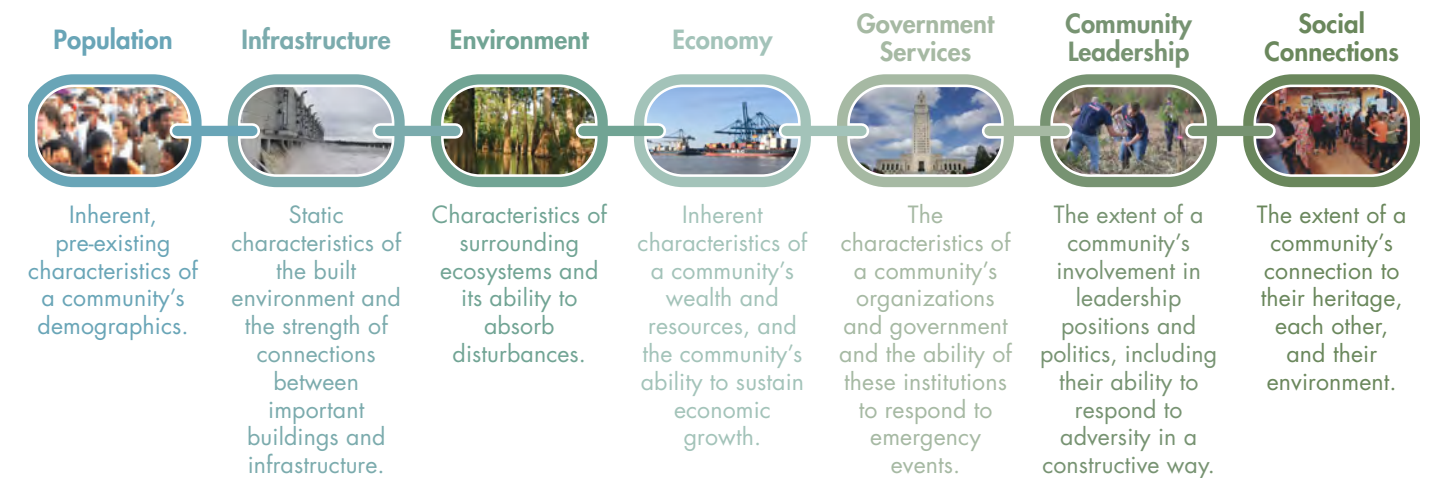 Population
Inherent,
pre-existing
characteristics of
a community's
demographics.
Infrastructure
Static
characteristics of
the built
environment and
the strength of
connections
between
important
buildings and
infrastructure.
Environment
Characteristics of
surrounding
ecosystems and
its ability to
absorb
disturbances.
Economy
Inherent
characteristics of
a community's
wealth and
resources, and
the community's
ability to sustain
economic
growth.
Government
Services
The
characteristics of
a community's
organizations
and government
and the ability of
these institutions
to respond to
emergency
events.
Community
Leadership
The extent of a
community's
involvement in
leadership
positions and
politics, including
their ability to
respond to
adversity in a
constructive way.
Social
Connections
The extent of a
community's
connection to
their heritage,
each other,
and their
environment.